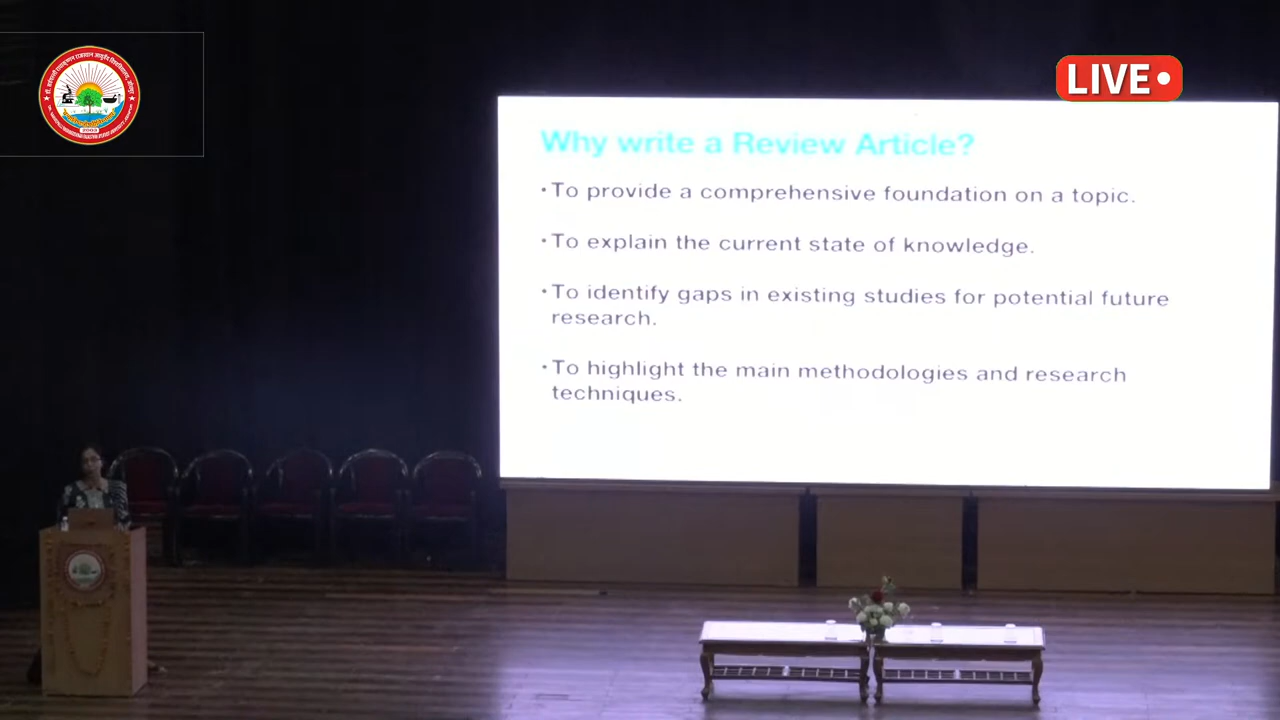 LIVE
Why write a Review Article?
•To provide a comprehensive foundation on a topic.
•To explain the current state of knowledge.
•To identify gaps in existing studies for potential future
research.
•To highlight the main methodologies and research
techniques.
2003